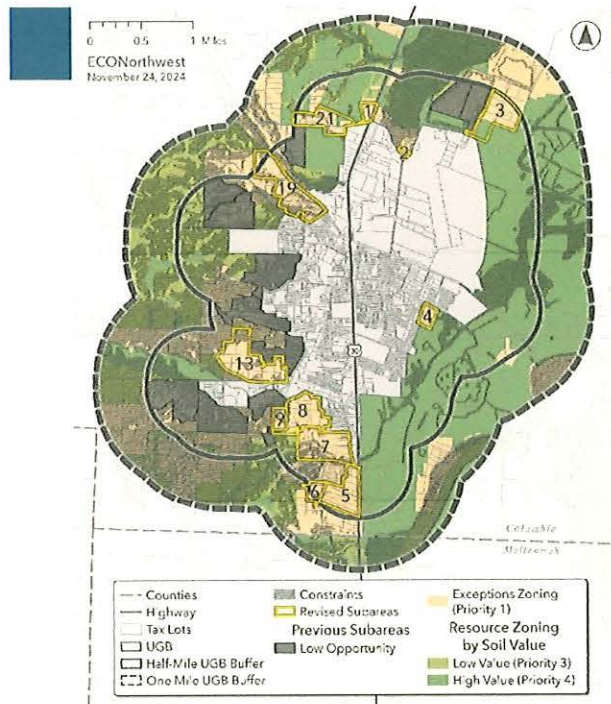 0 0.5 1 Miles
ECONorthwest
November 24, 2024
1
21
3
2
19
4
30
13
8
9
7
6
5
Columbia
Multnomah
Counties
Highway
Tax Lots
UGB
Half-Mile UGB Buffer
One Mile UGB Buffer
Constraints
Revised Subareas
Previous Subareas
Low Opportunity
Exceptions Zoning
(Priority 1)
Resource Zoning
by Soil Value
Low Value (Priority 3)
High Value (Priority 4)